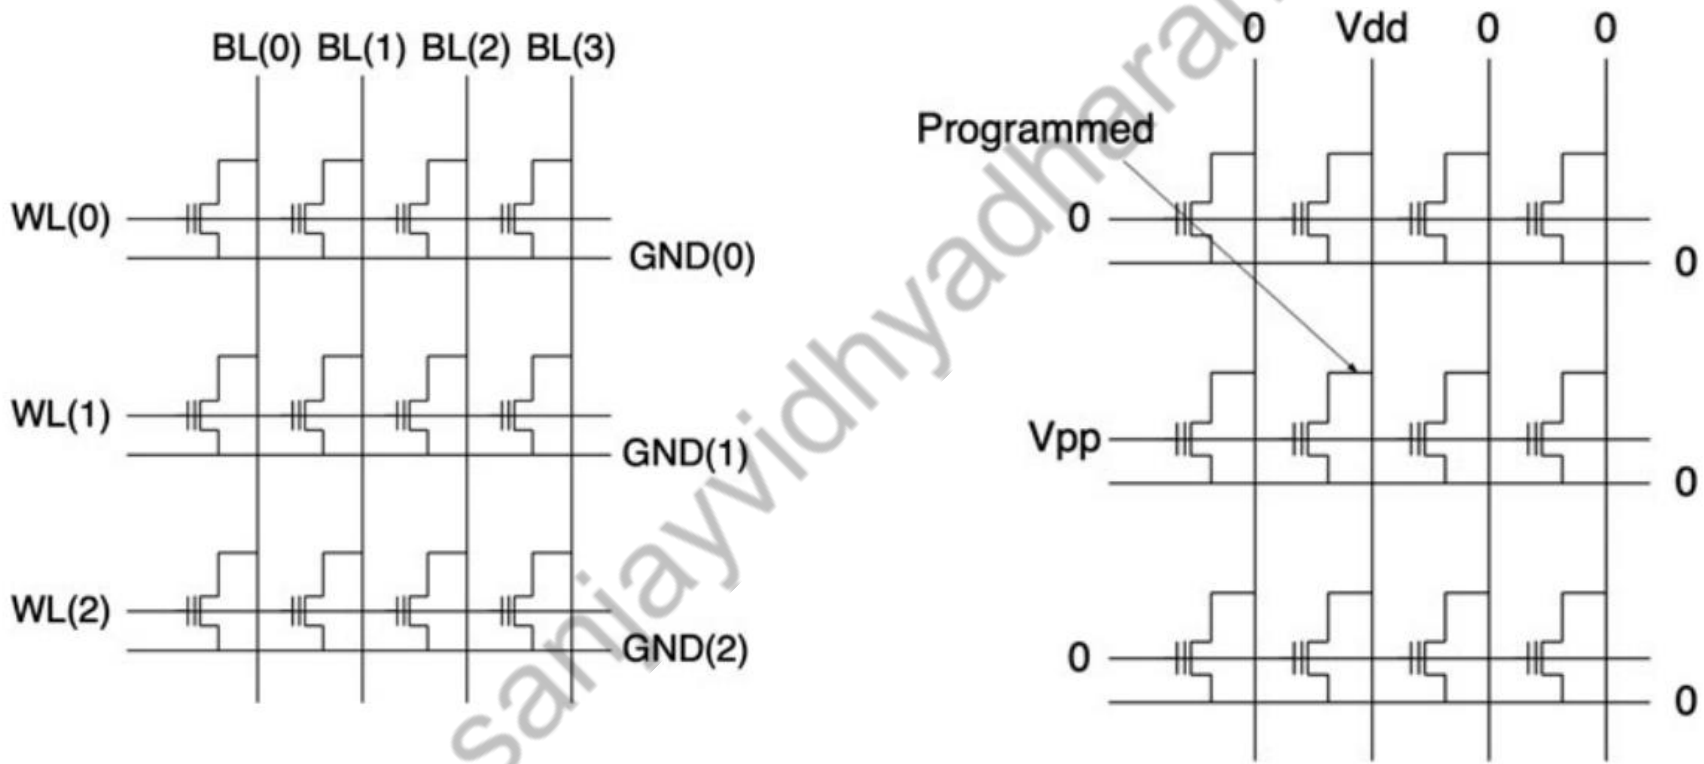 BL(0) BL(1) BL(2) BL(3)
WL(0)
GND(0)
WL(1)
GND(1)
WL(2)
GND(2)
0 Vdd 0 0
Programmed
0
0
Vpp
0
0
0
sanjayvidhyadharan